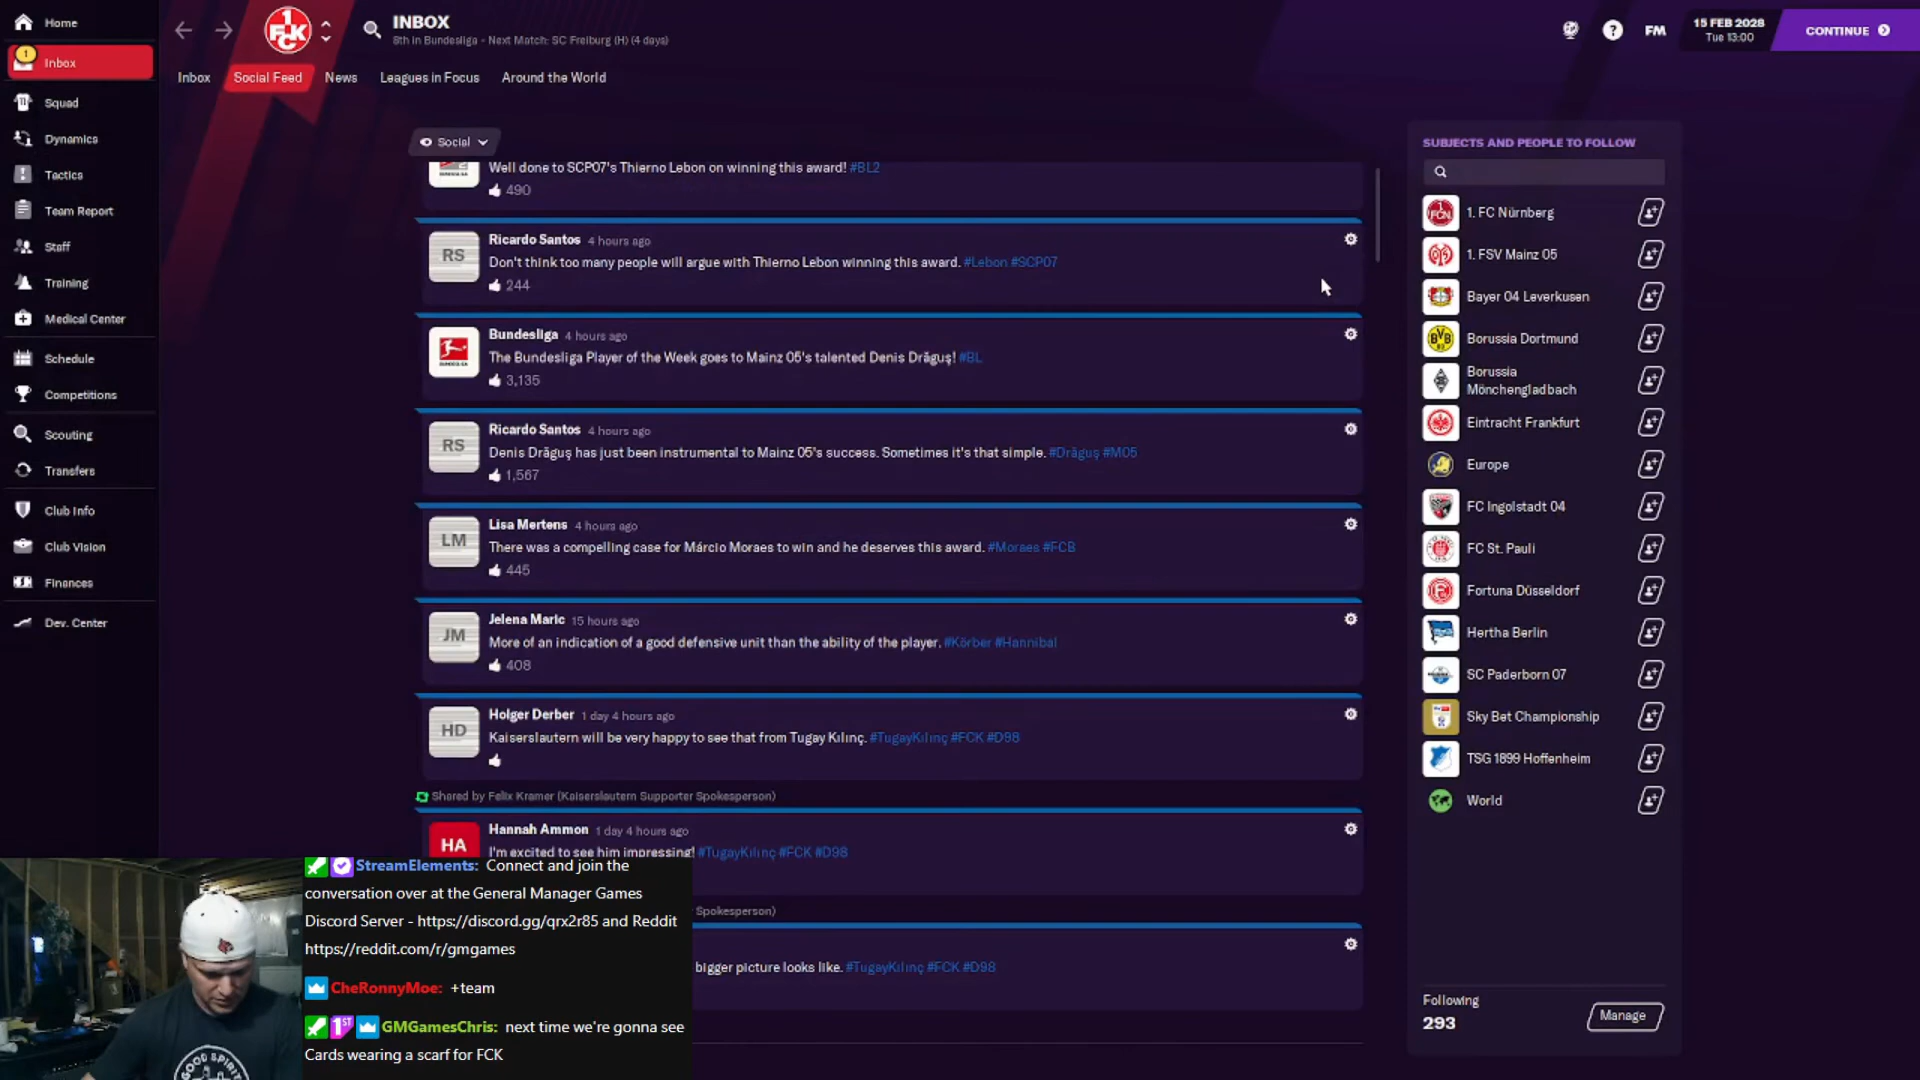 Home
Inbox
Squad
Dynamics
Tactics
Team Report
Staff
Training
Medical Center
Schedule
Competitions
Scouting
Transfers
Club Info
Club Vision
Finances
Dev. Center
INBOX
8th in Bundesliga - Next Match: SC Freiburg (H) (4 days)
FM
15 FEB 2028
Tue 13:00
CONTINUE
Inbox
Social Feed
News
Leagues in Focus
Around the World
Social
Well done to SCP07's Thierno Lebon on winning this award! #BL2
490
RS
Ricardo Santos 4 hours ago
Don't think too many people will argue with Thierno Lebon winning this award. #Lebon #SCP07
244
Bundesliga 4 hours ago
The Bundesliga Player of the Week goes to Mainz 05's talented Denis Drăguş! #BL
3,135
RS
Ricardo Santos 4 hours ago
Denis Drăguş has just been instrumental to Mainz 05's success. Sometimes it's that simple. #Drăguş #M05
1,567
LM
Lisa Mertens 4 hours ago
There was a compelling case for Márcio Moraes to win and he deserves this award. #Moraes #FCB
445
JM
Jelena Maric 15 hours ago
More of an indication of a good defensive unit than the ability of the player. #Körber #Hannibal
408
HD
Holger Derber 1 day 4 hours ago
Kaiserslautern will be very happy to see that from Tugay Kılınç. #TugayKılınç #FCK #D98
Shared by Felix Kramer (Kaiserslautern Supporter Spokesperson)
HA
Hannah Ammon 1 day 4 hours ago
I'm excited to see him impressing! #TugayKılınç #FCK #D98
Spokesperson)
bigger picture looks like. #TugayKılınç #FCK #D98
SUBJECTS AND PEOPLE TO FOLLOW
1. FC Nürnberg
1. FSV Mainz 05
Bayer 04 Leverkusen
Borussia Dortmund
Borussia
Mönchengladbach
Eintracht Frankfurt
Europe
FC Ingolstadt 04
FC St. Pauli
Fortuna Düsseldorf
Hertha Berlin
SC Paderborn 07
Sky Bet Championship
TSG 1899 Hoffenheim
World
Following
293
Manage
StreamElements: Connect and join the
conversation over at the General Manager Games
Discord Server - https://discord.gg/qrx2r85 and Reddit
https://reddit.com/r/gmgames
CheRonnyMoe: +team
GMGamesChris: next time we're gonna see
Cards wearing a scarf for FCK
GOOD SPIRIT